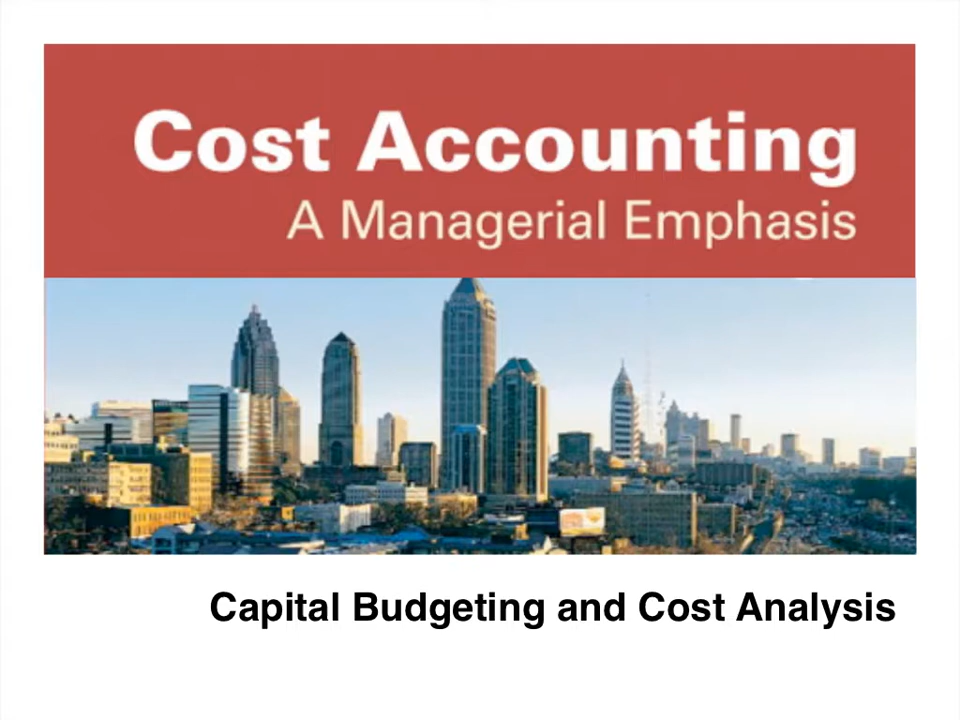 Cost Accounting
A Managerial Emphasis
Capital Budgeting and Cost Analysis